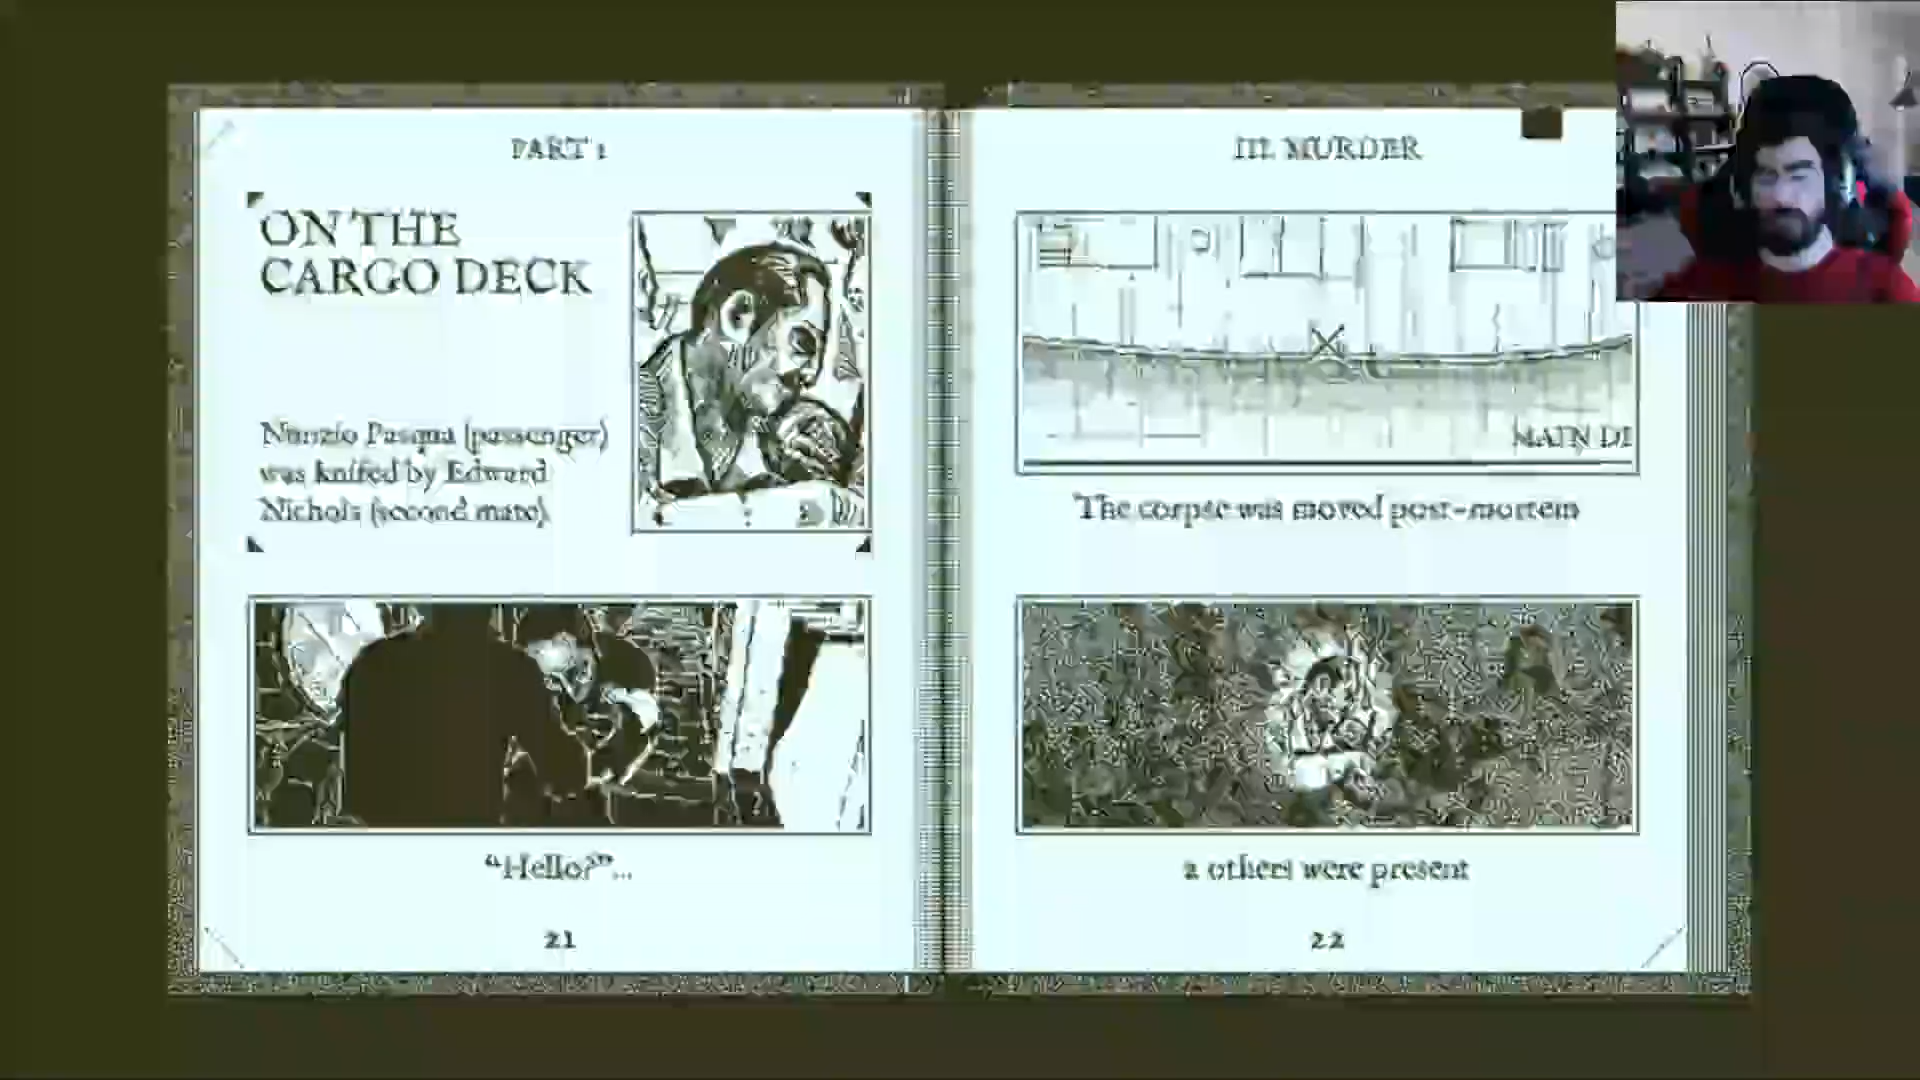 PART 1
ON THE
CARGO DECK
Nunzio Pasqua (passenger)
was knifed by Edward
Nichols (second mate).
"Hello?"...
21
III. MURDER
MAIN DE
The corpse was moved post-mortem
2 others were present
22